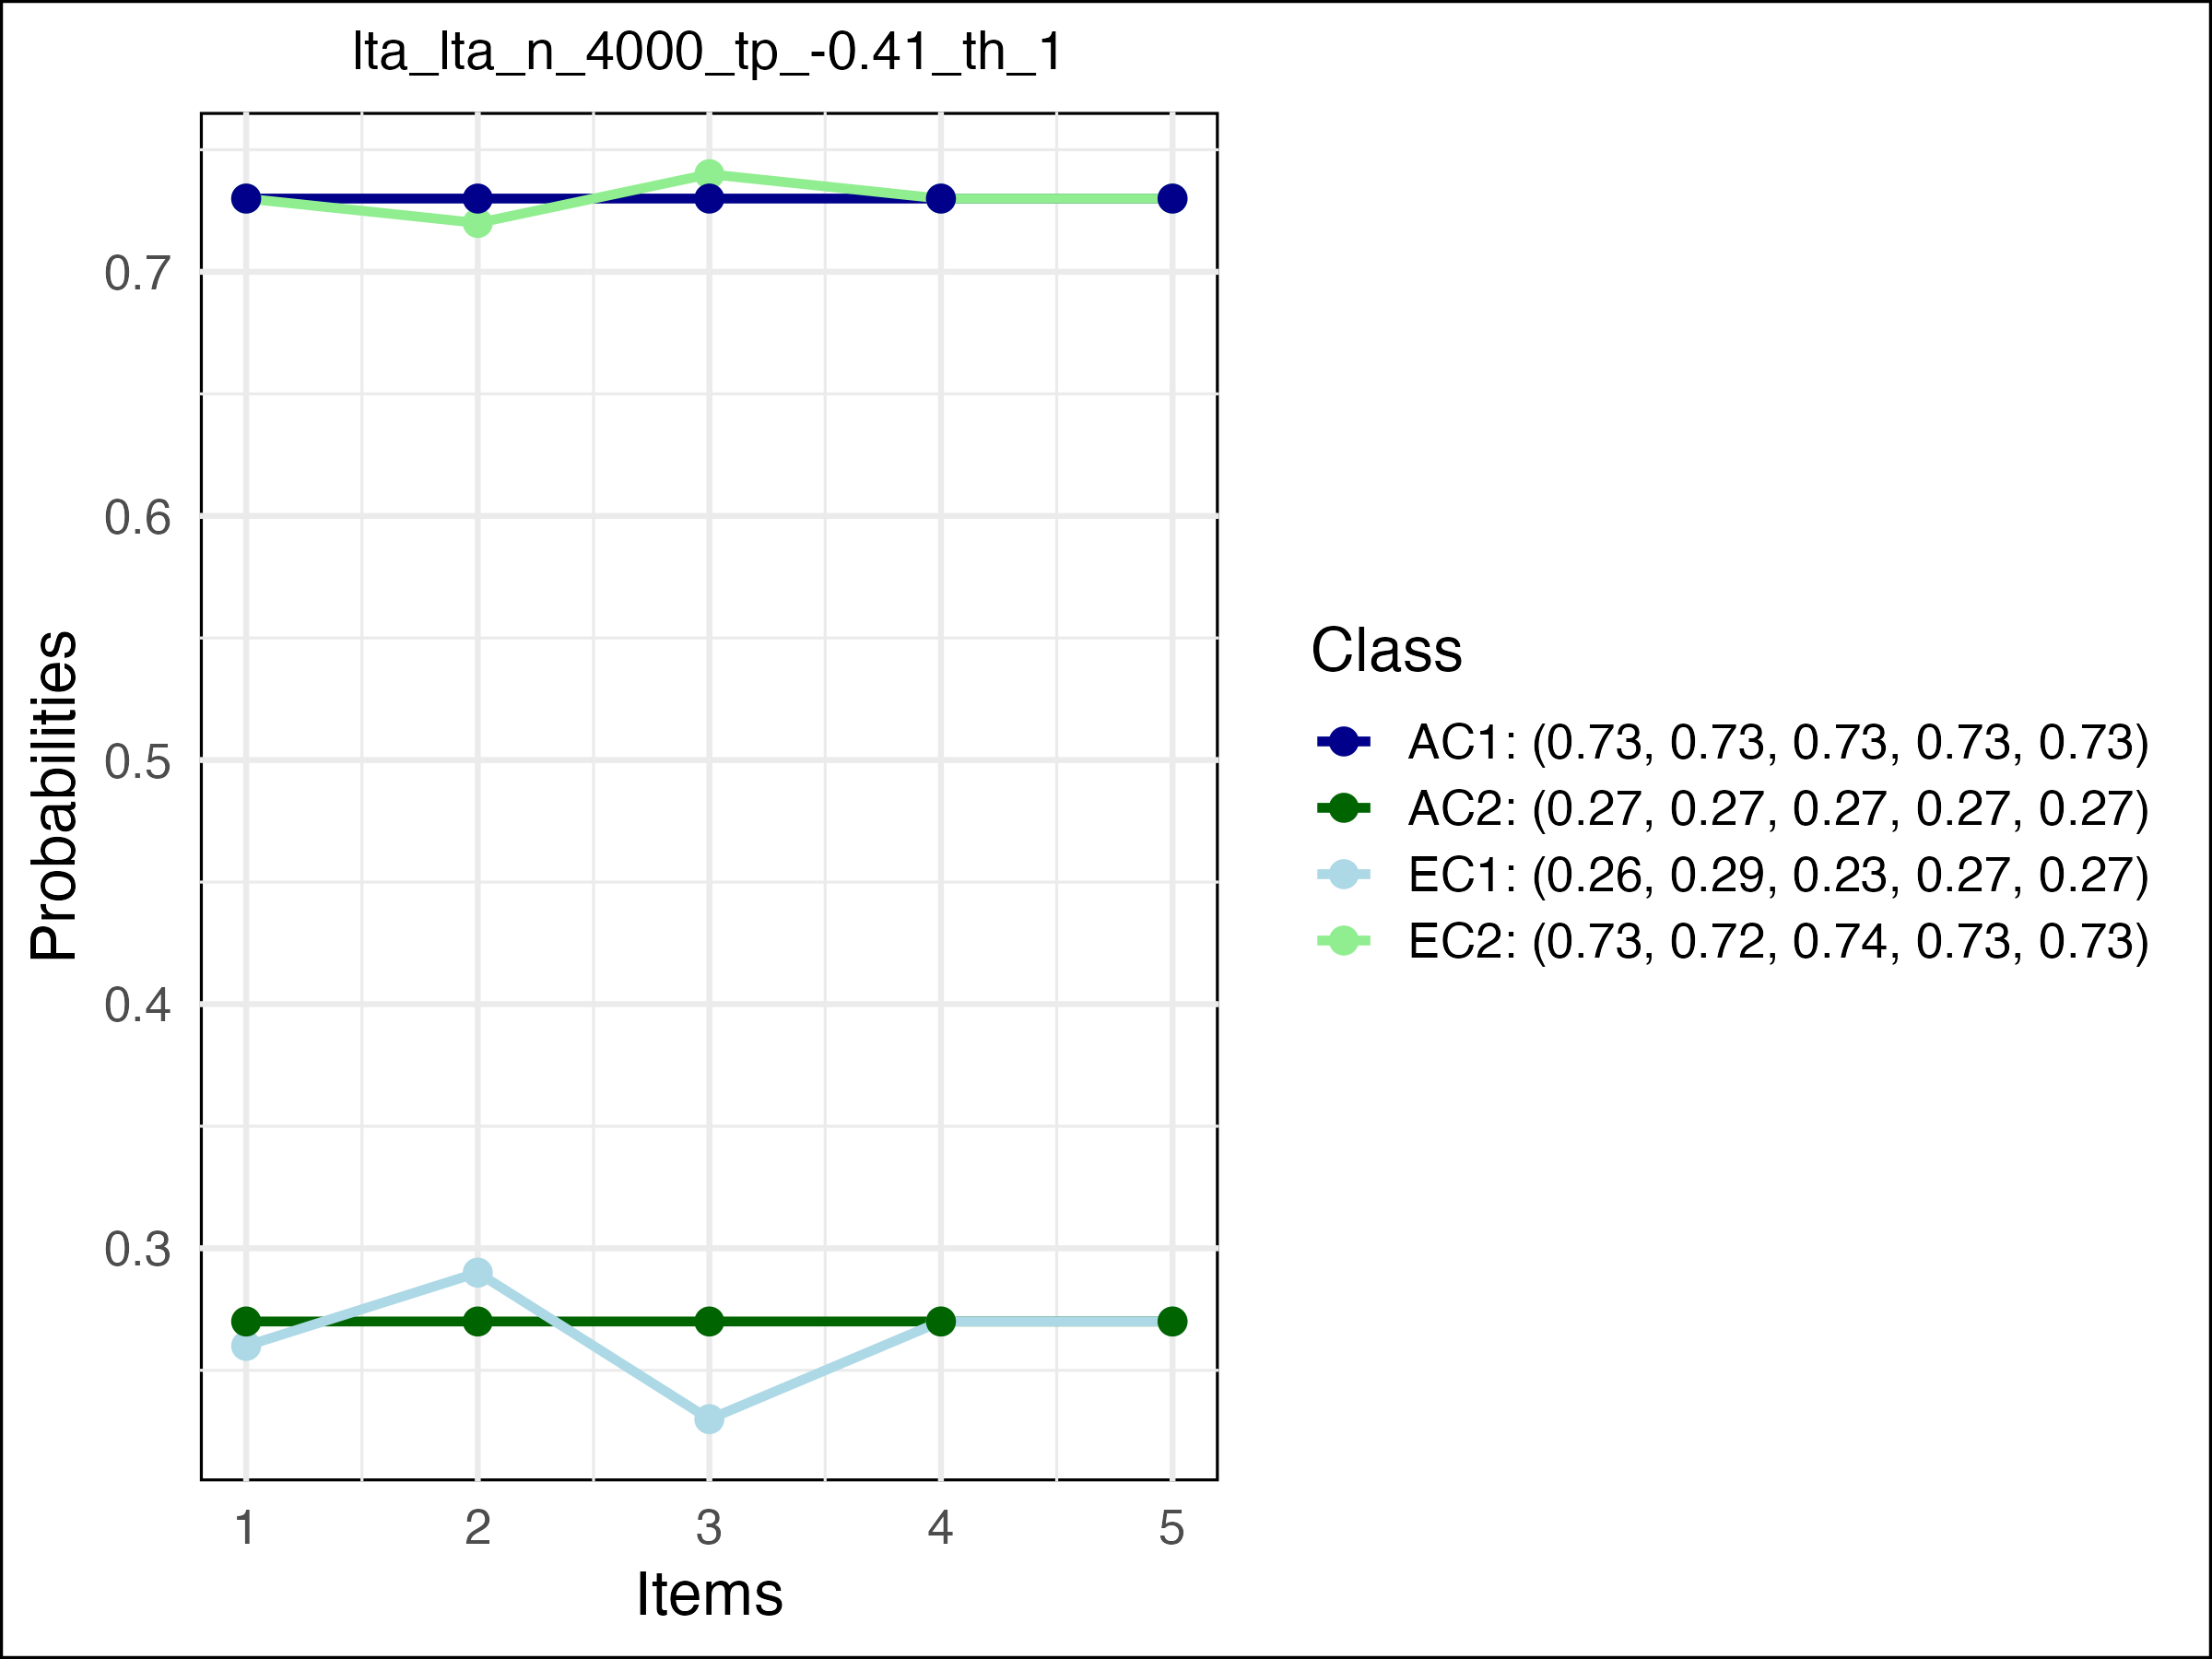 lta_lta_n_4000_tp_-0.41_th_1
0.7
0.6
0.5
0.4
0.3
Probabilities
1 2 3 4 5
Items
Class
AC1: (0.73, 0.73, 0.73, 0.73, 0.73)
AC2: (0.27, 0.27, 0.27, 0.27, 0.27)
EC1: (0.26, 0.29, 0.23, 0.27, 0.27)
EC2: (0.73, 0.72, 0.74, 0.73, 0.73)